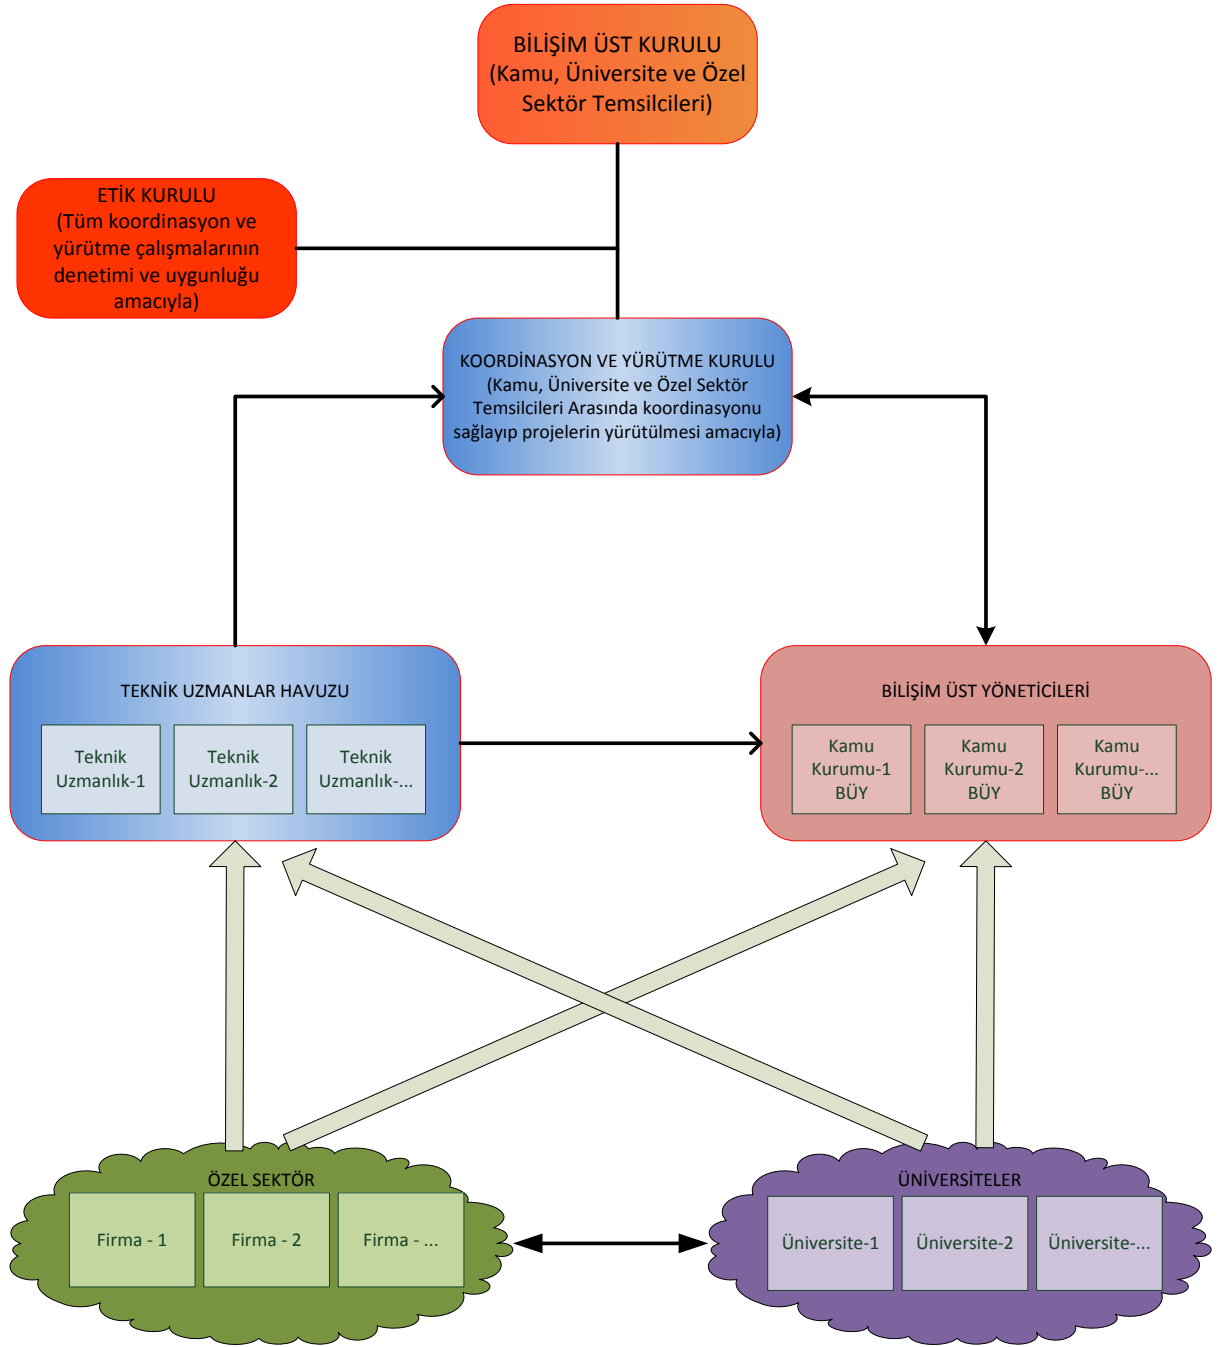 BİLİŞİM ÜST KURULU
(Kamu, Üniversite ve Özel
Sektör Temsilcileri)
ETİK KURULU
(Tüm koordinasyon ve
yürütme çalışmalarının
denetimi ve uygunluğu
amacıyla)
KOORDİNASYON VE YÜRÜTME KURULU
(Kamu, Üniversite ve Özel Sektör
Temsilcileri Arasında koordinasyonu
sağlayıp projelerin yürütülmesi amacıyla)
TEKNİK UZMANLAR HAVUZU
Teknik
Uzmanlık-1
Teknik
Uzmanlık-2
Teknik
Uzmanlık-...
BİLİŞİM ÜST YÖNETİCİLERİ
Kamu
Kurumu-1
BÜY
Kamu
Kurumu-2
BÜY
Kamu
Kurumu-...
BÜY
ÖZEL SEKTÖR
Firma - 1
Firma - 2
Firma - ...
ÜNİVERSİTELER
Üniversite-1
Üniversite-2
Üniversite-...